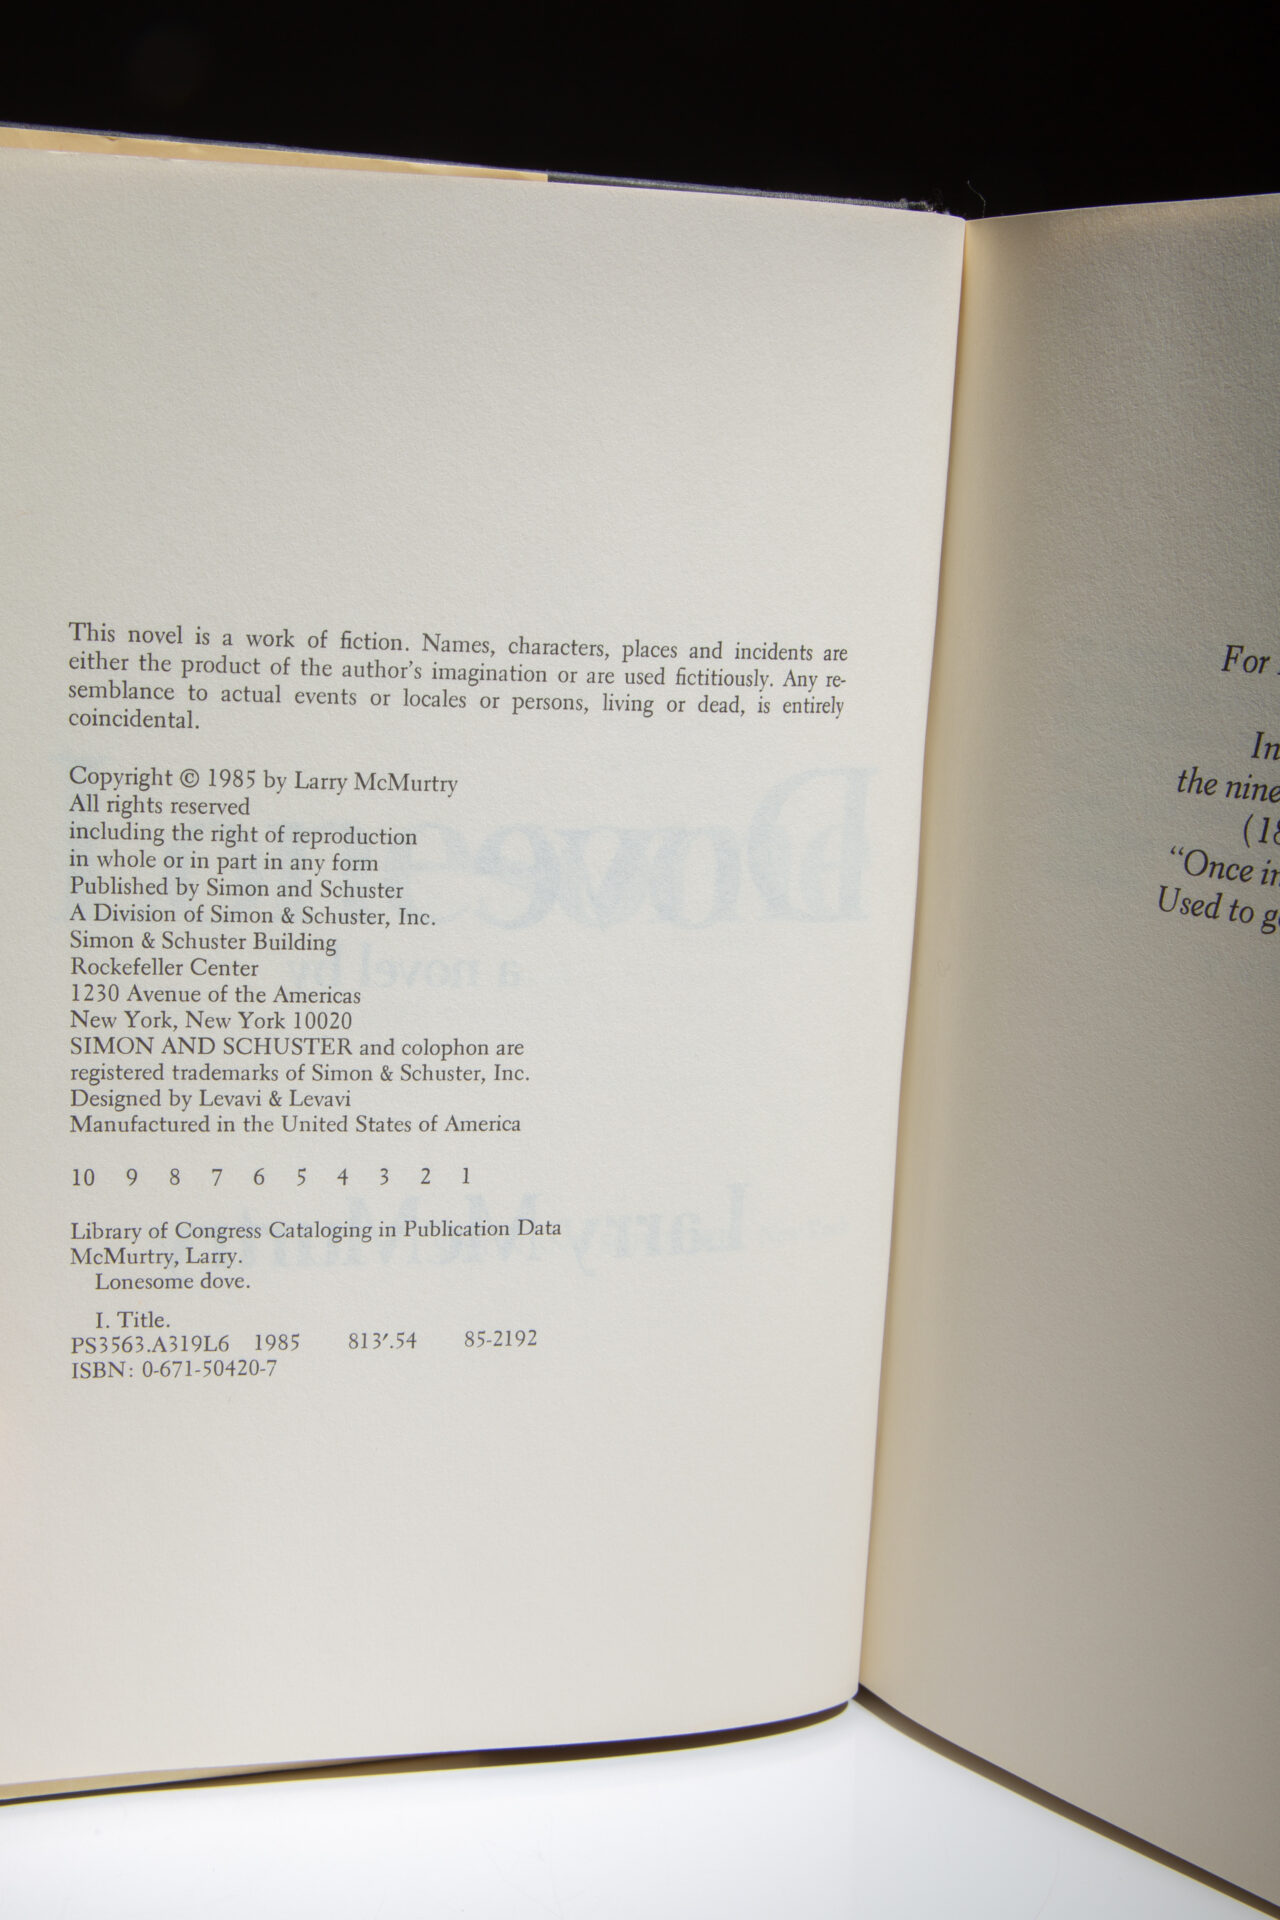 This novel is a work of fiction. Names, characters, places and incidents are
either the product of the author's imagination or are used fictitiously. Any re-
semblance to actual events or locales or persons, living or dead, is entirely
coincidental.
Copyright © 1985 by Larry McMurtry
All rights reserved
including the right of reproduction
in whole or in part in any form
Published by Simon and Schuster
A Division of Simon & Schuster, Inc.
Simon & Schuster Building
Rockefeller Center
1230 Avenue of the Americas
New York, New York 10020
SIMON AND SCHUSTER and colophon are
registered trademarks of Simon & Schuster, Inc.
Designed by Levavi & Levavi
Manufactured in the United States of America
10 9 8 7 6 5 4 3 2 1
Library of Congress Cataloging in Publication Data
McMurtry, Larry.
Lonesome dove.
I. Title.
PS3563.A319L6 1985 813′.54 85-2192
ISBN: 0-671-50420-7
For
In
the nine
(18
"Once in
Used to go